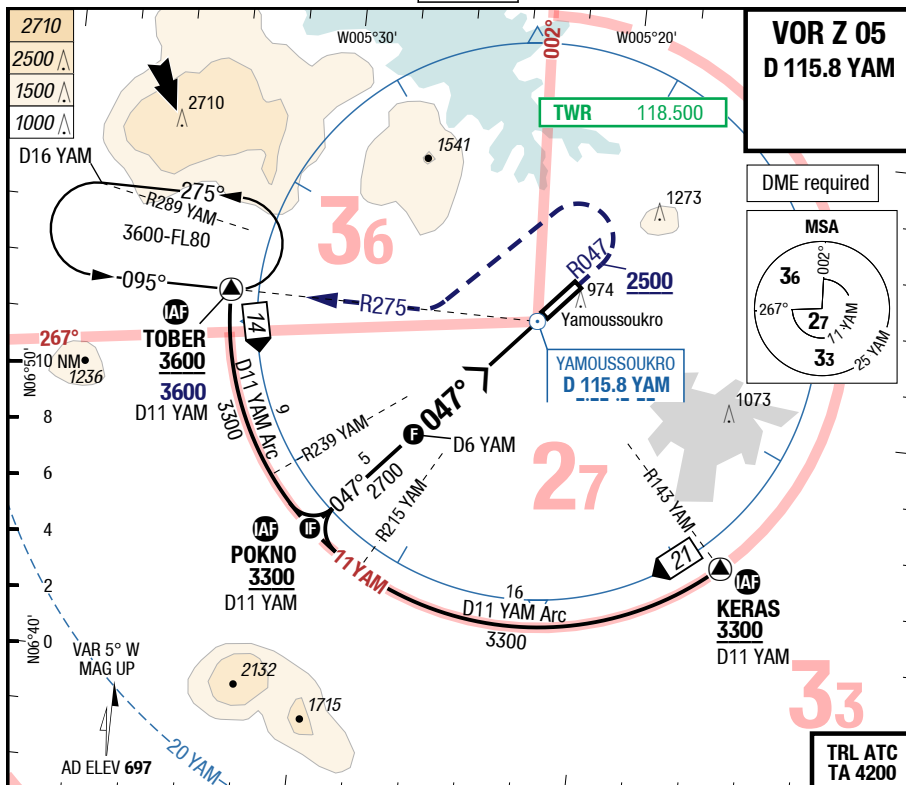 2710
2500
1500
1000
W005°30'
002°
W005°20'
VOR Z 05
D 115.8 YAM
TWR 118.500
2710
1541
D16 YAM
275°
R289 YAM
3600-FL80
095°
36
1273
DME required
MSA
36
002°
267°
27
11 YAM
33
25 YAM
R047
2500
974
Yamoussoukro
R275
IAF
TOBER
3600
3600
D11 YAM
14
267°
N06°50'
10 NM
1236
8
6
4
2
0
N06°40'
D11 YAM Arc
9
3300
YAMOUSSOUKRO
D 115.8 YAM
1073
047°
F
D6 YAM
R239 YAM
5
047°
2700
R215 YAM
27
R143 YAM
IAF
IF
POKNO
3300
D11 YAM
11 YAM
21
16
D11 YAM Arc
3300
IAF
KERAS
3300
D11 YAM
VAR 5° W
MAG UP
2132
1715
33
20 YAM
AD ELEV 697
TRL ATC
TA 4200